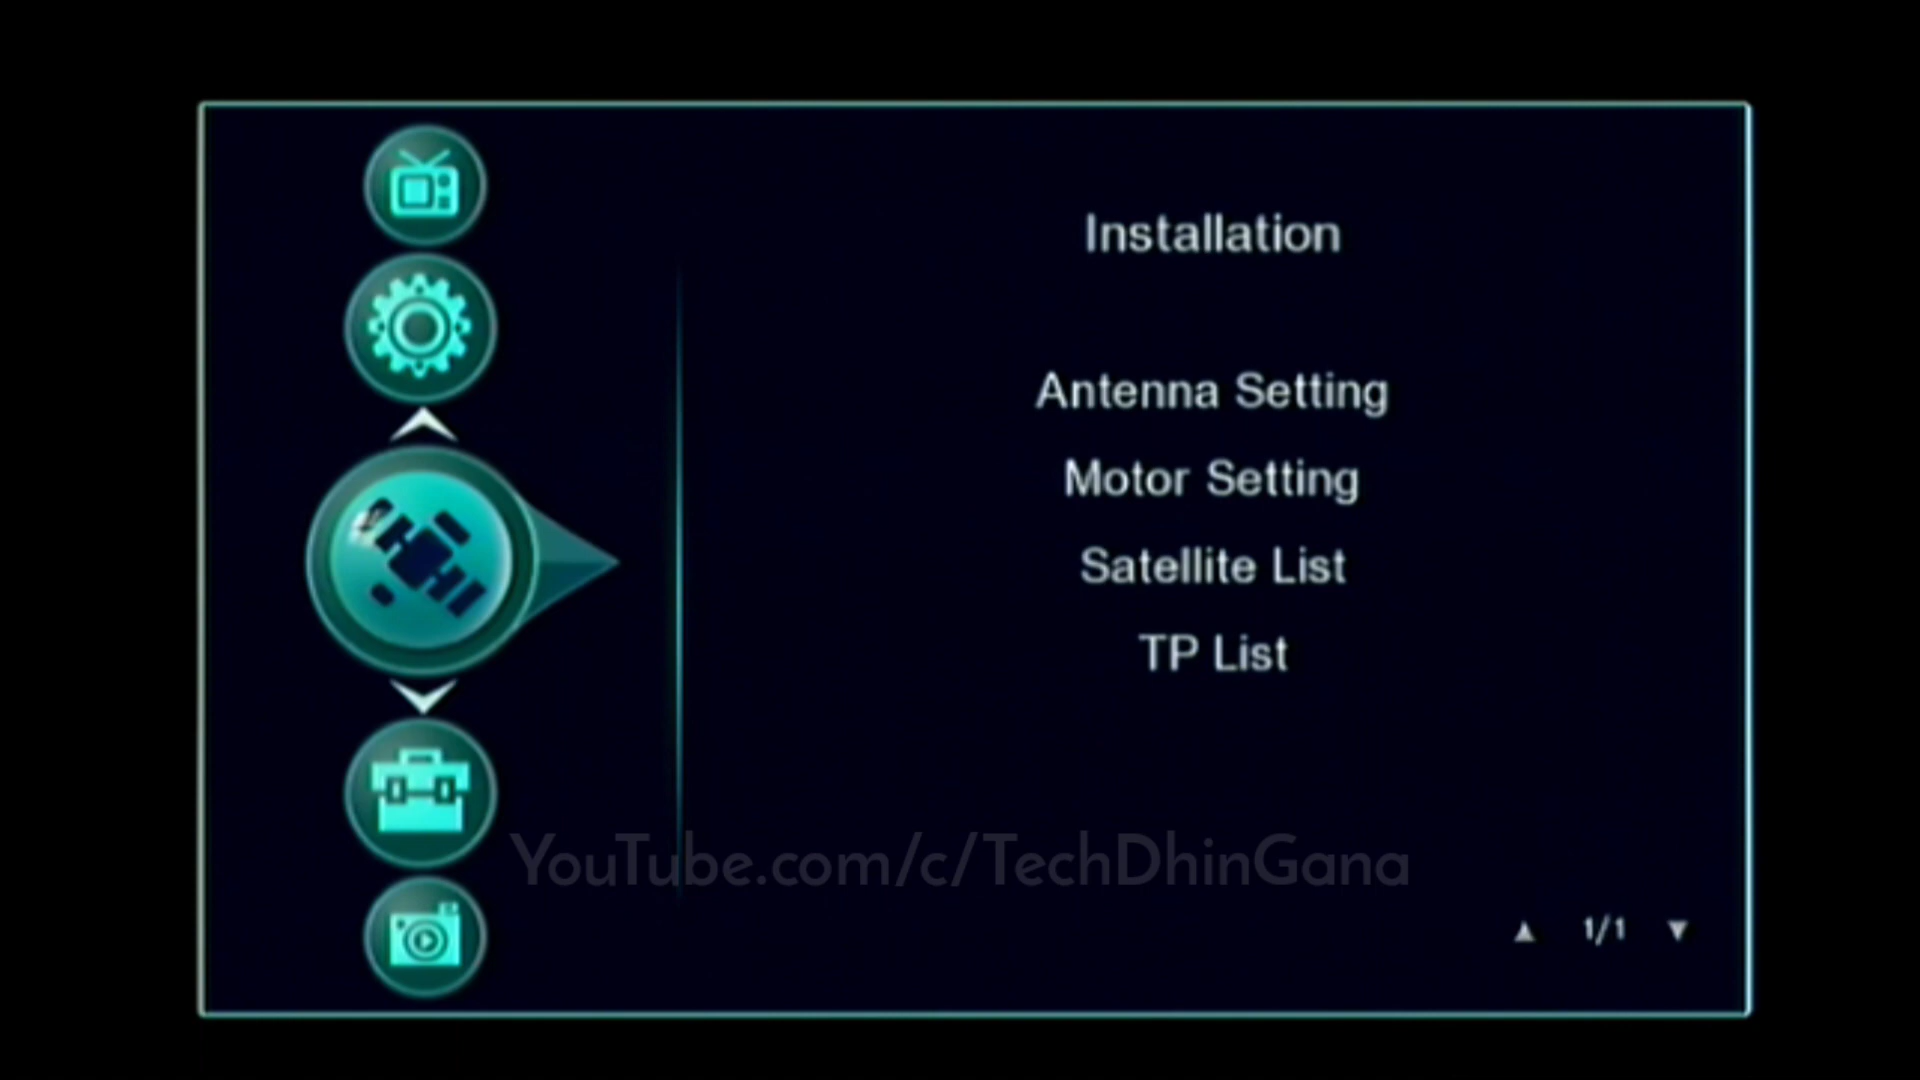 Installation
Antenna Setting
Motor Setting
Satellite List
TP List
YouTube.com/c/TechDhinGana
▲ 1/1 ▼